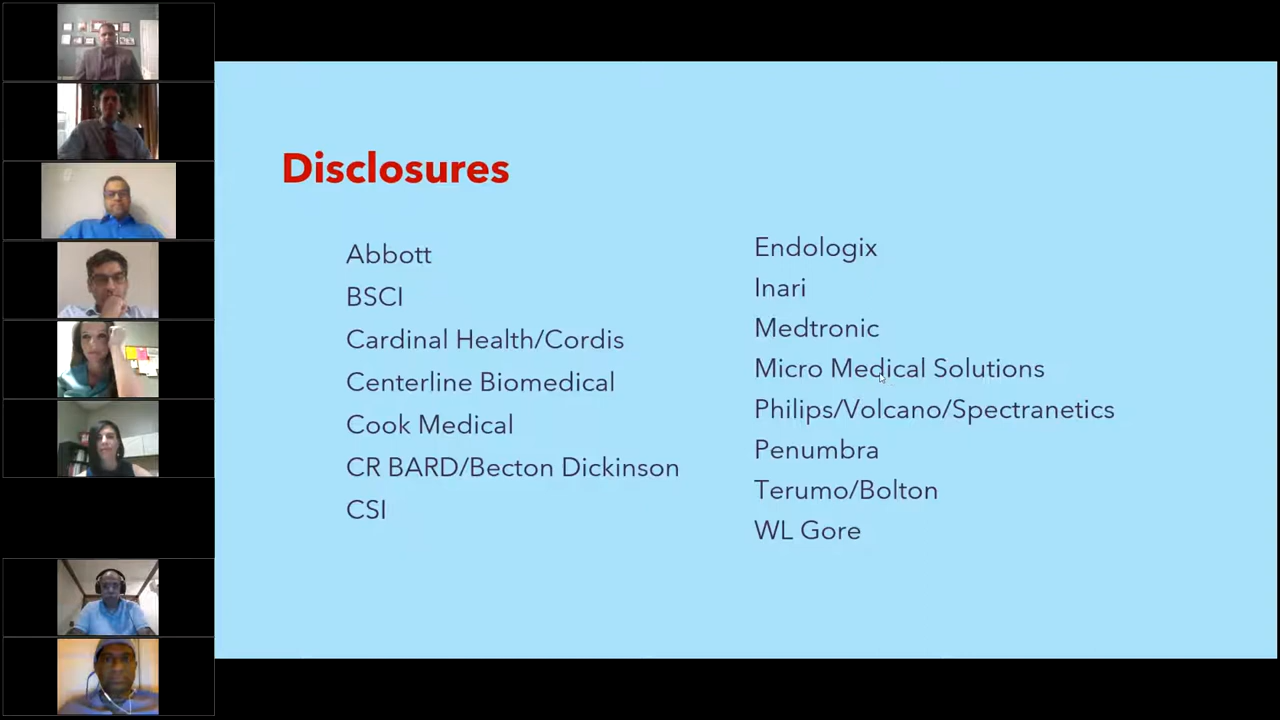 Disclosures
Abbott
BSCI
Cardinal Health/Cordis
Centerline Biomedical
Cook Medical
CR BARD/Becton Dickinson
CSI
Endologix
Inari
Medtronic
Micro Medical Solutions
Philips/Volcano/Spectranetics
Penumbra
Terumo/Bolton
WL Gore